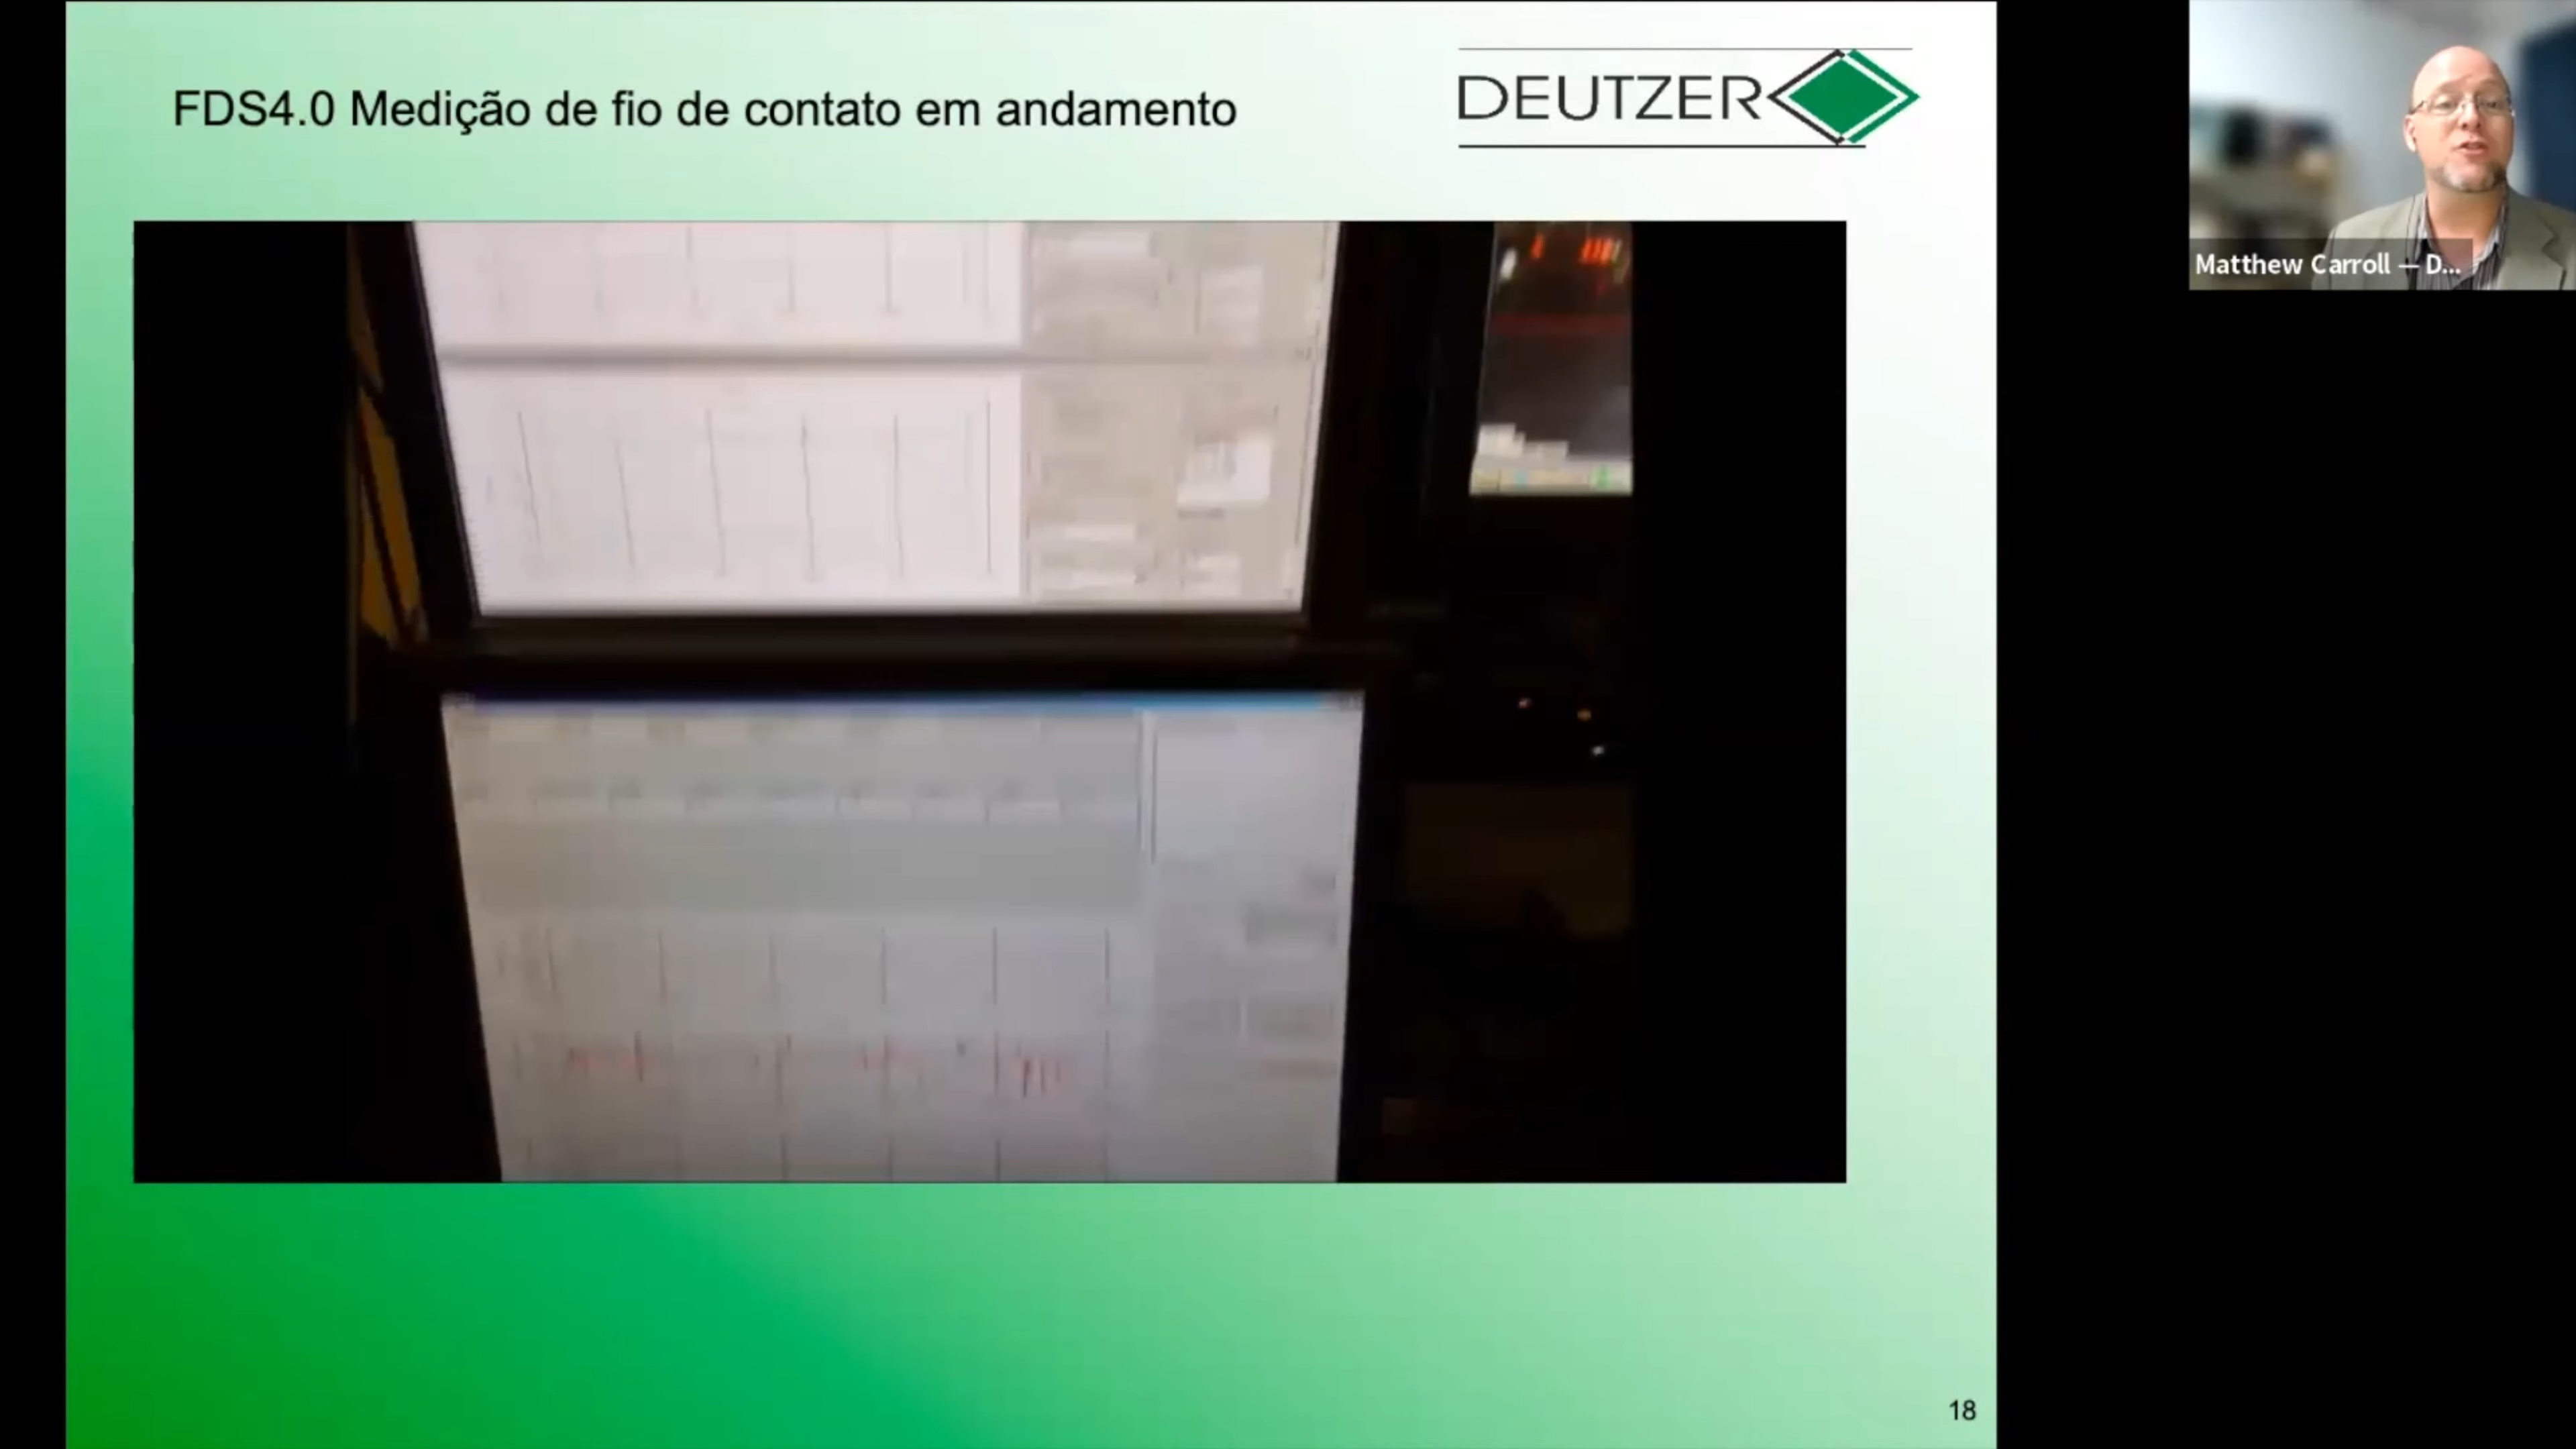 FDS4.0 Medição de fio de contato em andamento
DEUTZER
Matthew Carroll — D...
18